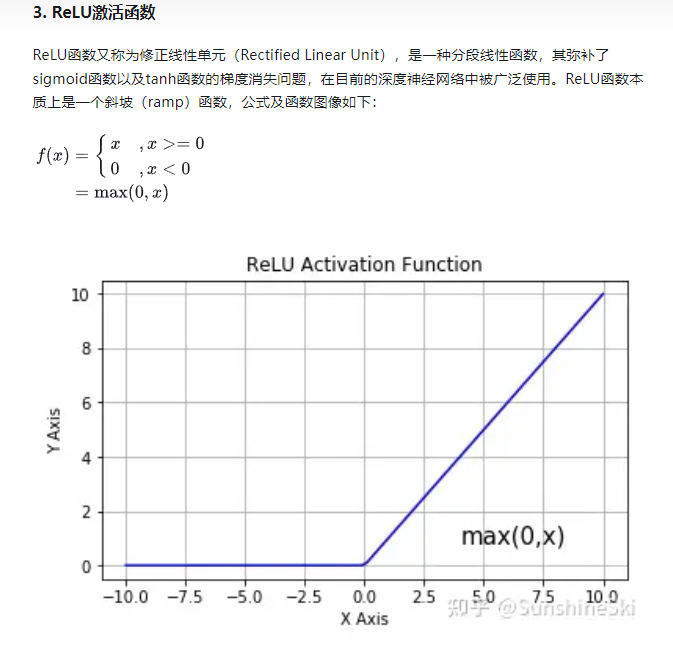 3. ReLU激活函数
ReLU函数又称为修正线性单元（Rectified Linear Unit），是一种分段线性函数，其弥补了
sigmoid函数以及tanh函数的梯度消失问题，在目前的深度神经网络中被广泛使用。ReLU函数本
质上是一个斜坡（ramp）函数，公式及函数图像如下：
f(x) = { x , x >= 0
0 , x < 0
= max(0, x)
ReLU Activation Function
10
8
6
4
2
0
Y Axis
max(0,x)
−10.0 −7.5 −5.0 −2.5 0.0 2.5 5.0 7.5 10.0
X Axis
知乎 @SunshineSki